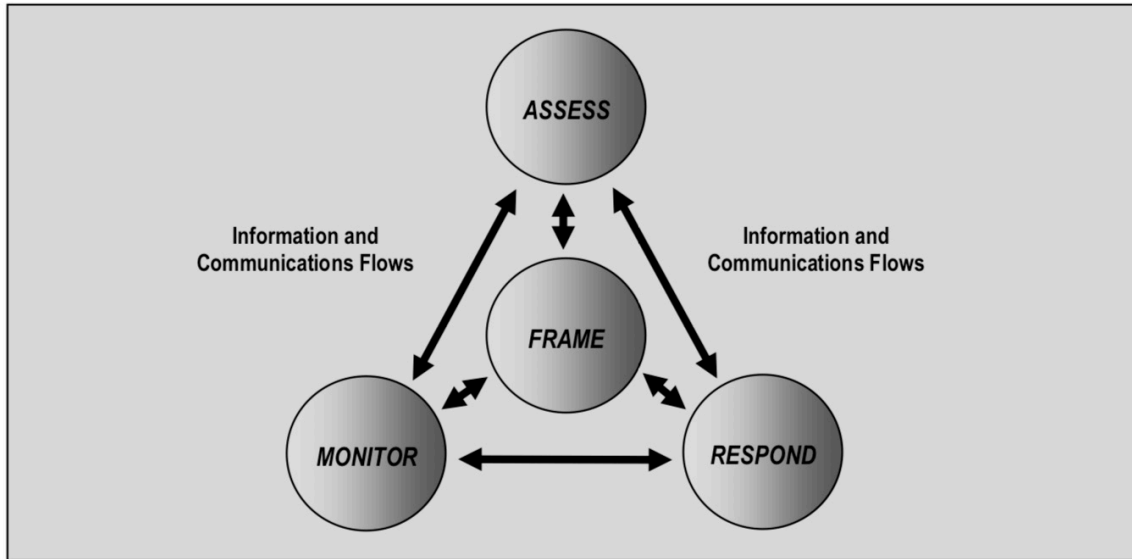 ASSESS
Information and
Communications Flows
Information and
Communications Flows
FRAME
MONITOR
RESPOND